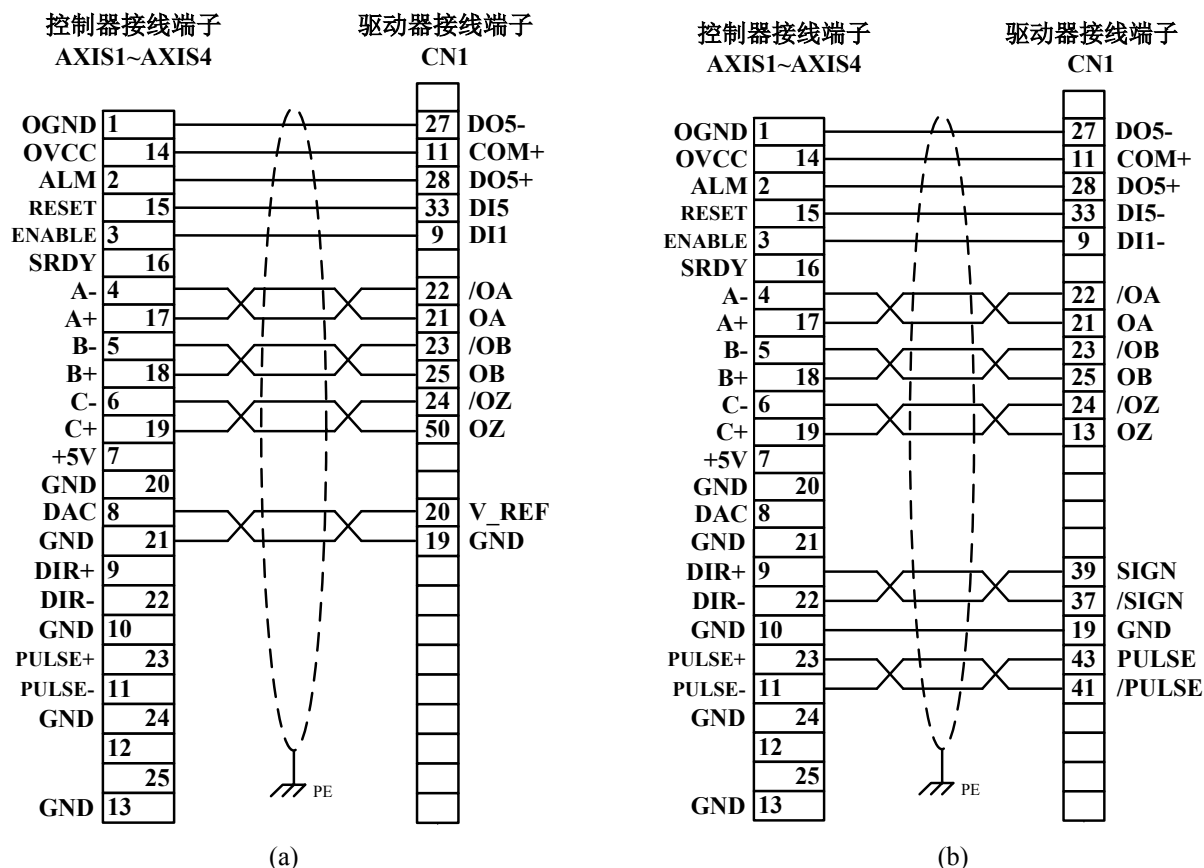 控制器接线端子
AXIS1~AXIS4
驱动器接线端子
CN1
OGND 1 27 DO5-
OVCC 14 11 COM+
ALM 2 28 DO5+
RESET 15 33 DI5
ENABLE 3 9 DI1
SRDY 16
A- 4 22 /OA
A+ 17 21 OA
B- 5 23 /OB
B+ 18 25 OB
C- 6 24 /OZ
C+ 19 50 OZ
+5V 7
GND 20
DAC 8 20 V_REF
GND 21 19 GND
DIR+ 9
DIR- 22
GND 10
PULSE+ 23
PULSE- 11
GND 24
12
25
GND 13
PE
(a)
控制器接线端子
AXIS1~AXIS4
驱动器接线端子
CN1
OGND 1 27 DO5-
OVCC 14 11 COM+
ALM 2 28 DO5+
RESET 15 33 DI5-
ENABLE 3 9 DI1-
SRDY 16
A- 4 22 /OA
A+ 17 21 OA
B- 5 23 /OB
B+ 18 25 OB
C- 6 24 /OZ
C+ 19 13 OZ
+5V 7
GND 20
DAC 8
GND 21
DIR+ 9 39 SIGN
DIR- 22 37 /SIGN
GND 10 19 GND
PULSE+ 23 43 PULSE
PULSE- 11 41 /PULSE
GND 24
12
25
GND 13
PE
(b)